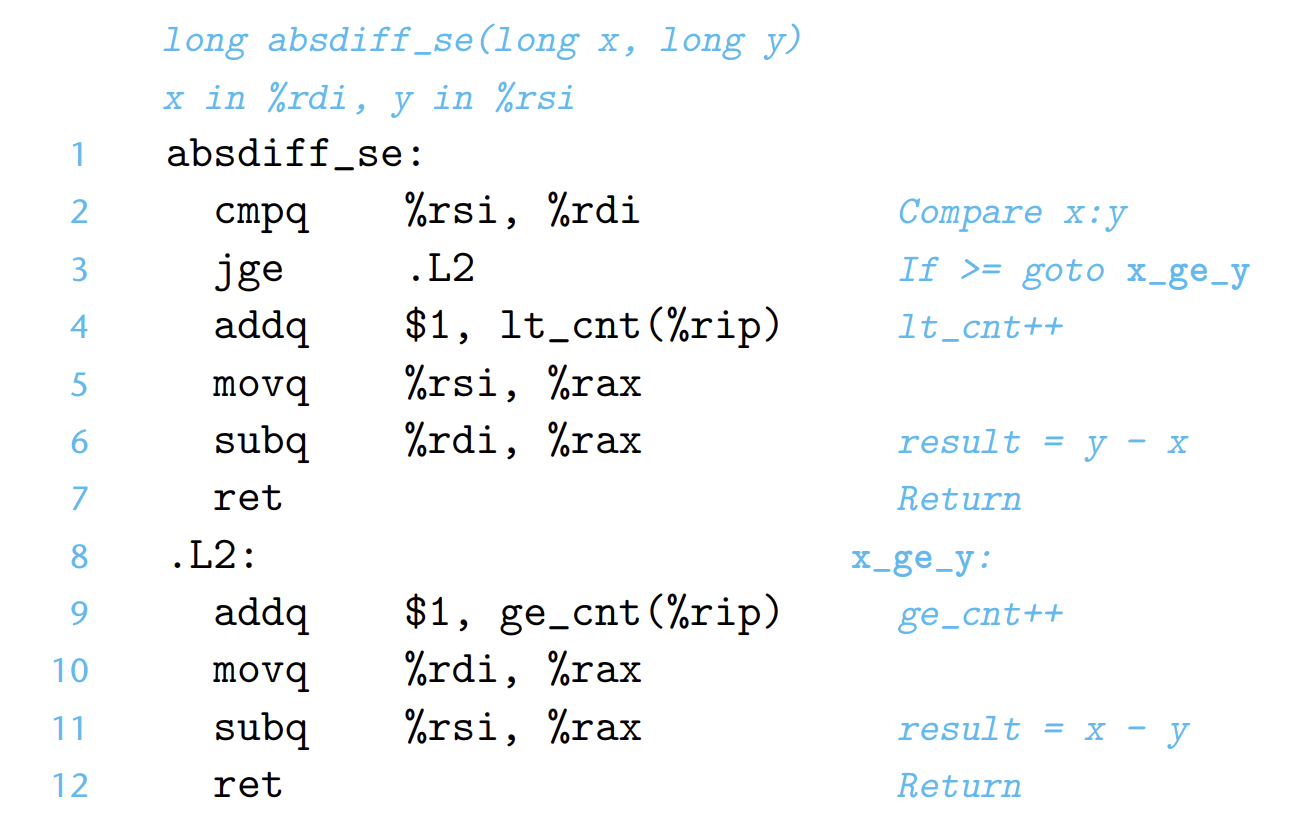 long absdiff_se(long x, long y)
x in %rdi, y in %rsi
1 absdiff_se:
2 cmpq %rsi, %rdi Compare x:y
3 jge .L2 If >= goto x_ge_y
4 addq $1, lt_cnt(%rip) lt_cnt++
5 movq %rsi, %rax
6 subq %rdi, %rax result = y - x
7 ret Return
8 .L2: x_ge_y:
9 addq $1, ge_cnt(%rip) ge_cnt++
10 movq %rdi, %rax
11 subq %rsi, %rax result = x - y
12 ret Return